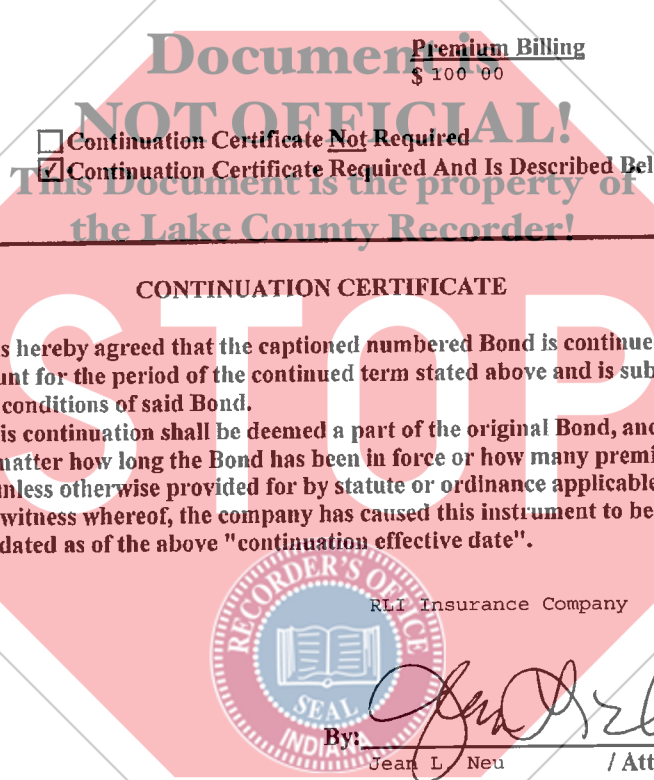 Document is
Premium Billing
$ 100 00
NOT OFFICIAL!
Continuation Certificate Not Required
Continuation Certificate Required And Is Described Bel
This Document is the property of
the Lake County Recorder!
CONTINUATION CERTIFICATE
STOP
s hereby agreed that the captioned numbered Bond is continue
unt for the period of the continued term stated above and is sub
conditions of said Bond.
is continuation shall be deemed a part of the original Bond, and
matter how long the Bond has been in force or how many premi
inless otherwise provided for by statute or ordinance applicable
witness whereof, the company has caused this instrument to be
dated as of the above "continuation effective date".
RECORDER'S OFFICE
RLI Insurance Company
SEAL
INDIANA
By:
Jean L Neu / Att